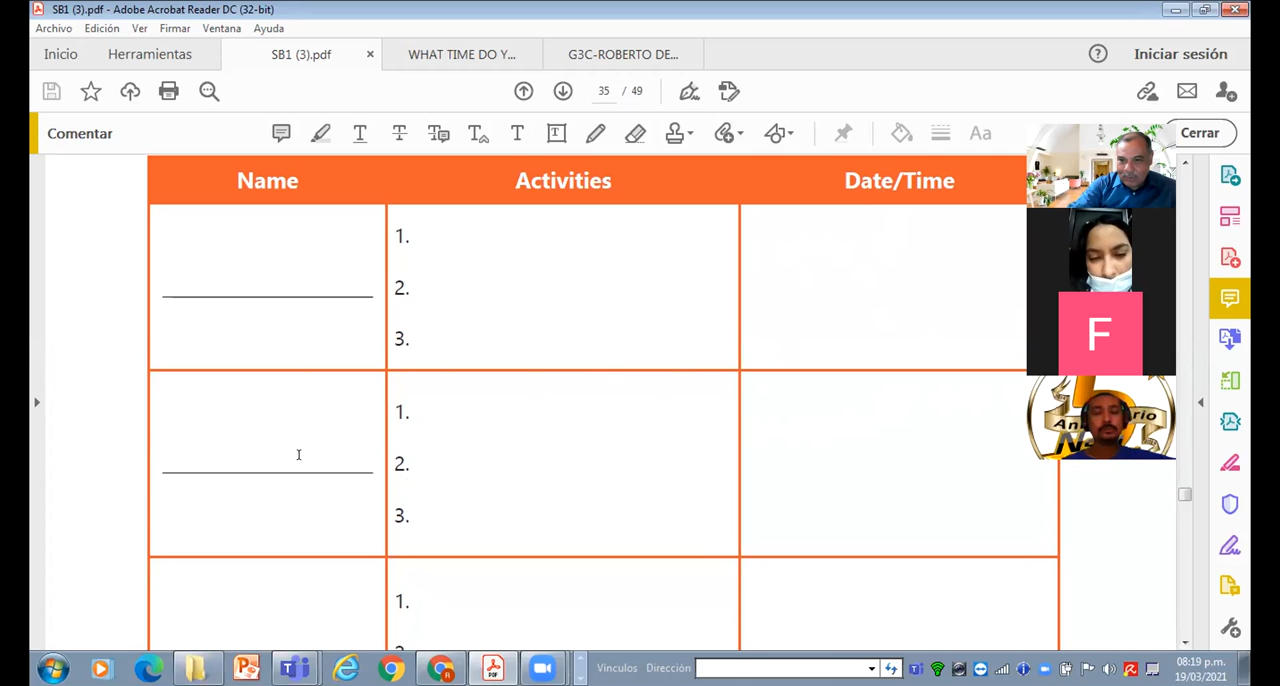 SB1 (3).pdf - Adobe Acrobat Reader DC (32-bit)
Archivo Edición Ver Firmar Ventana Ayuda
Inicio Herramientas SB1 (3).pdf × WHAT TIME DO Y... G3C-ROBERTO DE... Iniciar sesión
35 / 49
Comentar Aa Cerrar
Name Activities Date/Time
1.
2.
3.
F
1.
2.
3.
1.
Vínculos Dirección
08:19 p.m.
19/03/2021